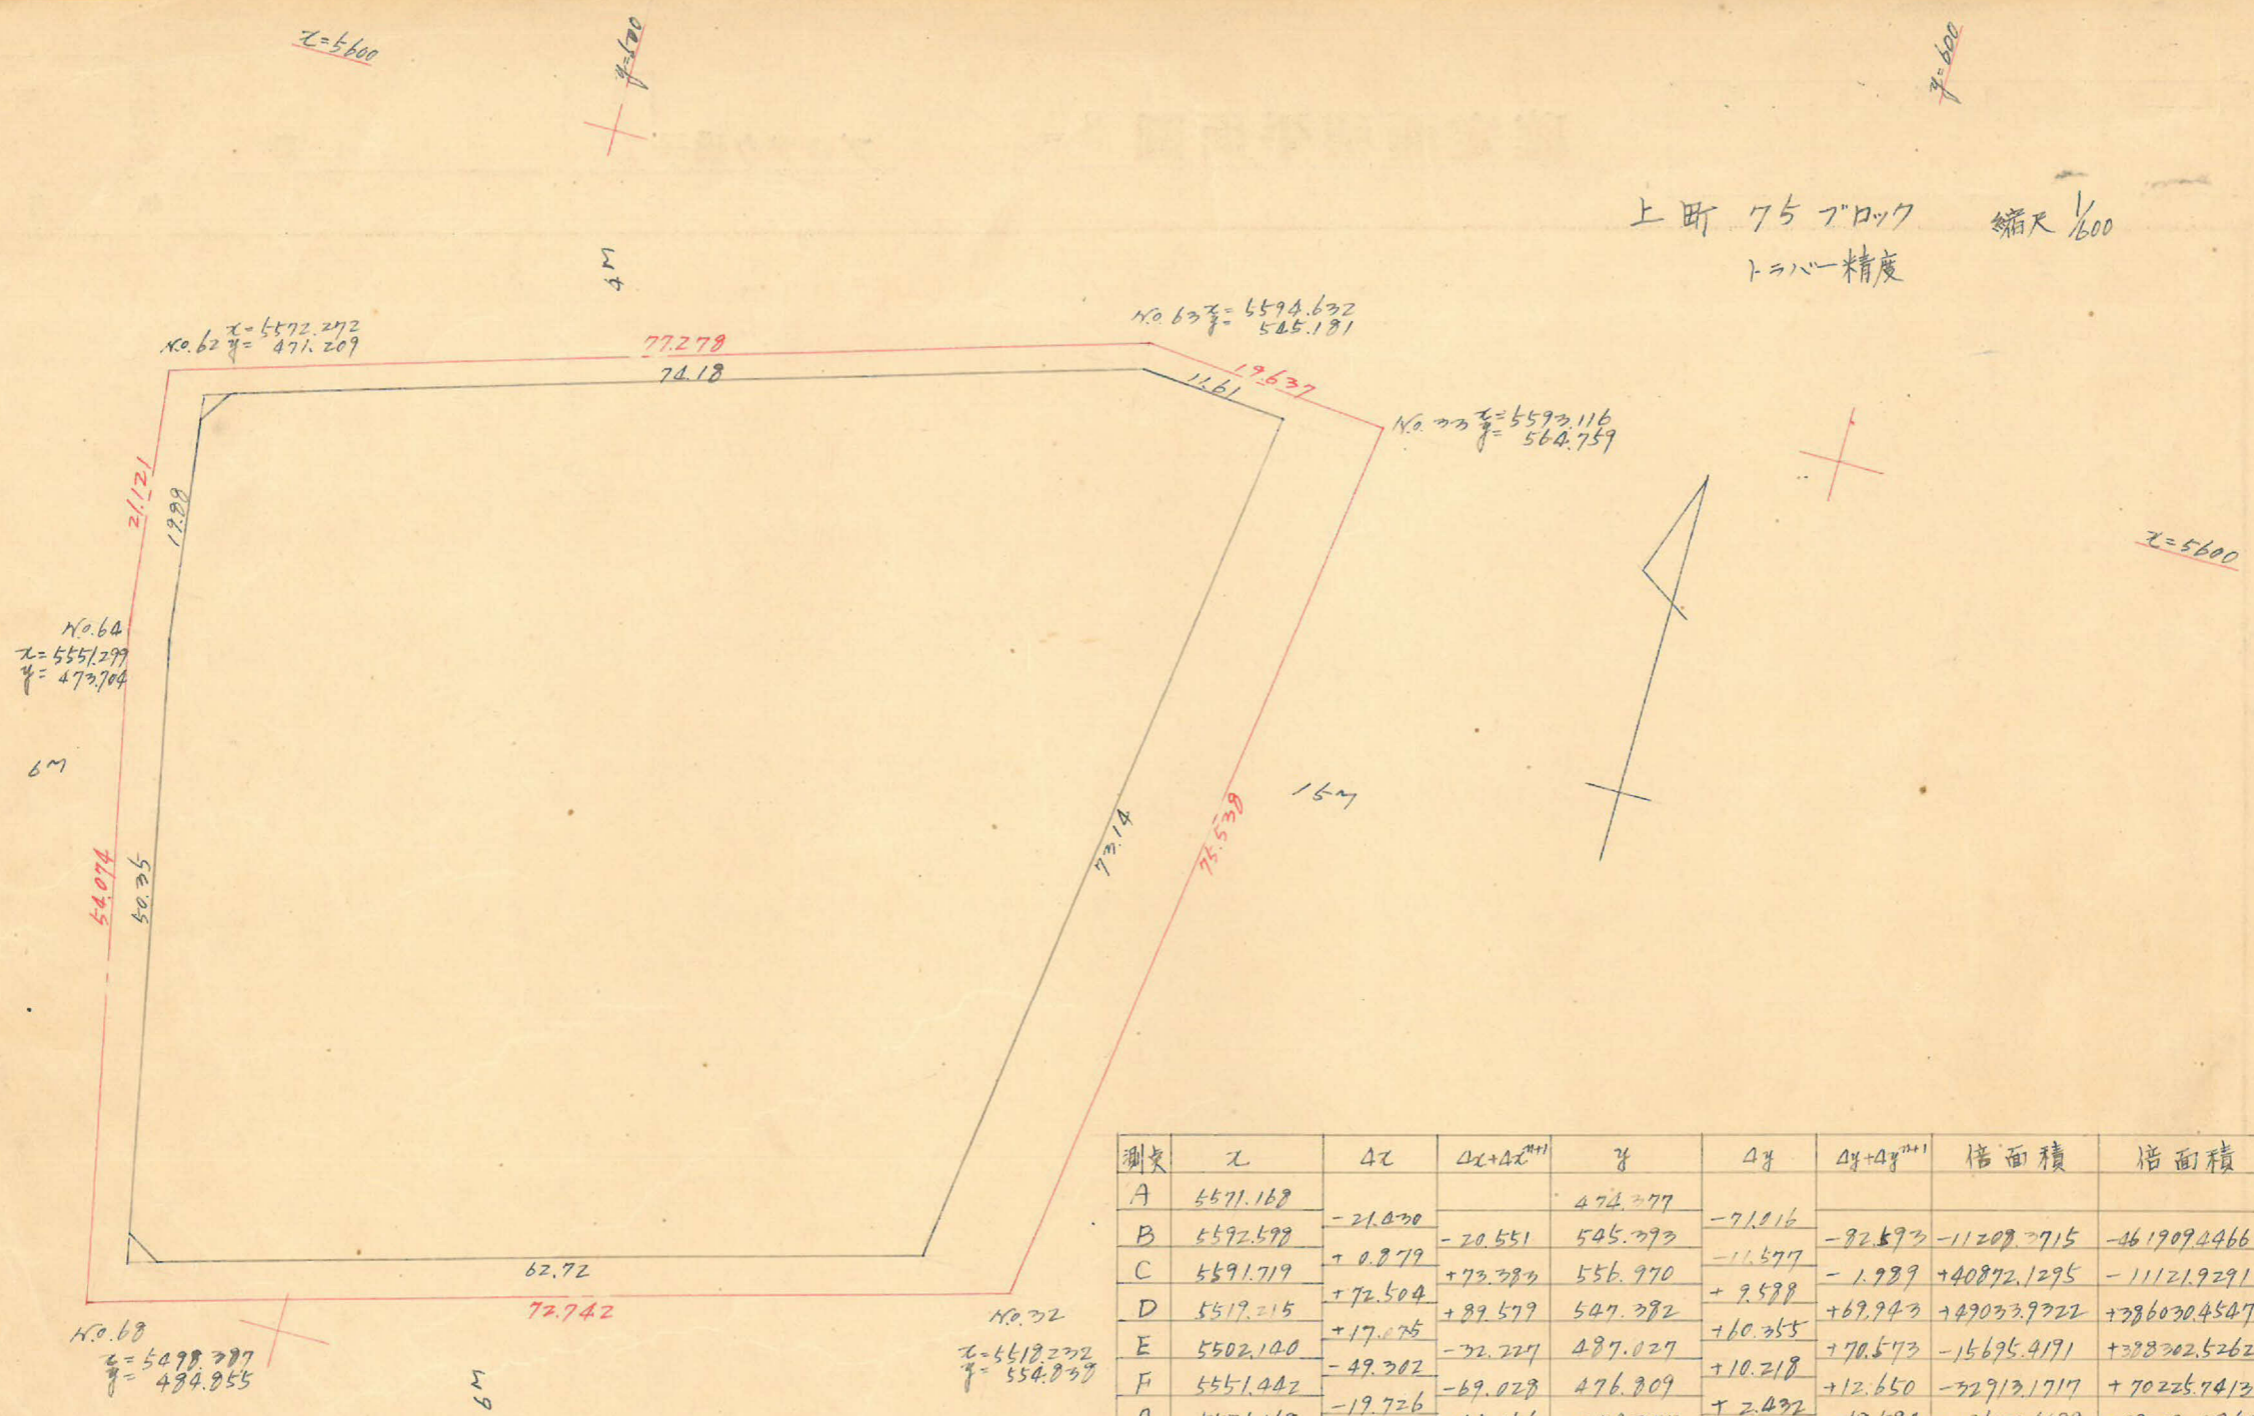 x=5600
y=500
y=600
上町 75 ブロック 縮尺 1/600
トラバー精度
4M
No.62 x=5572.272
y= 471.209
77.278
74.18
No.63 x= 5594.632
y= 545.181
19.637
11.61
No.33 x=5593.116
y= 564.759
x=5600
21.121
19.88
No.64
x=5551.299
y= 473.704
6M
54.074
50.35
15M
73.14
75.538
62.72
72.742
No.68
x=5498.387
y= 484.855
6M
No.32
x=5518.232
y= 554.838
測点 x Δx Δx+Δx^n+1 y Δy Δy+Δy^n+1 倍面積 倍面積
A 5571.168 474.377
-21.430 -71.016
B 5592.598 -20.551 545.393 -82.593 -11208.3715 -461909.4466
+0.879 -11.577
C 5591.719 +73.383 556.970 -1.989 +40872.1295 -11121.9291
+72.504 +9.588
D 5519.215 +89.579 547.382 +69.943 +49033.9322 +386030.4547
+17.075 +60.355
E 5502.140 -32.227 487.027 +70.573 -15695.4191 +388302.5262
-49.302 +10.218
F 5551.442 -69.028 476.809 +12.650 -32913.1717 +70225.7413
-19.726 +2.432